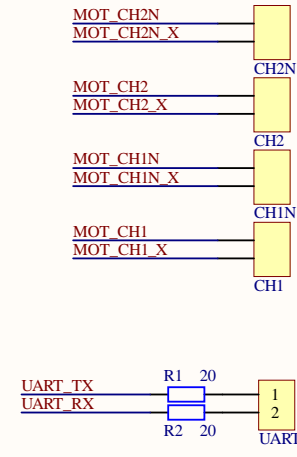 MOT_CH2N
MOT_CH2N_X
CH2N
MOT_CH2
MOT_CH2_X
CH2
MOT_CH1N
MOT_CH1N_X
CH1N
MOT_CH1
MOT_CH1_X
CH1
R1 20
UART_TX 1
UART_RX 2
R2 20
UART